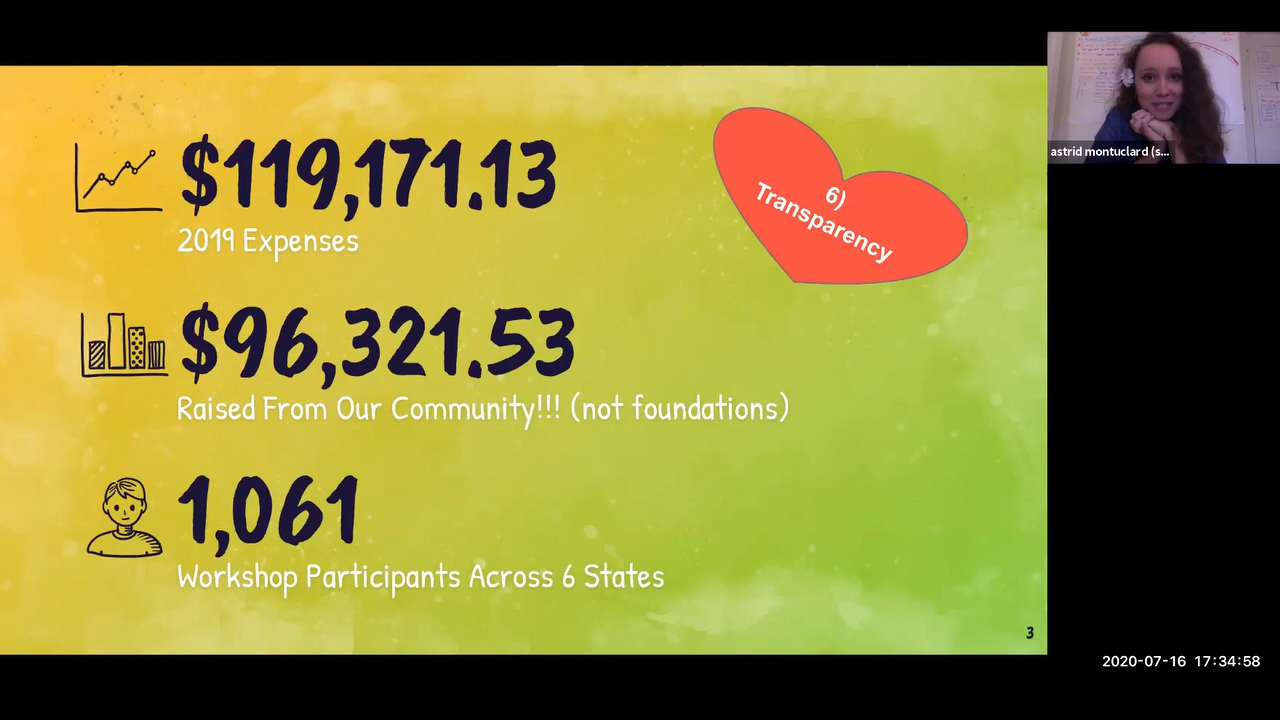 $119,171.13
2019 Expenses
6)
Transparency
$96,321.53
Raised From Our Community!!! (not foundations)
1,061
Workshop Participants Across 6 States
3
astrid montuclard (s...
2020-07-16 17:34:58